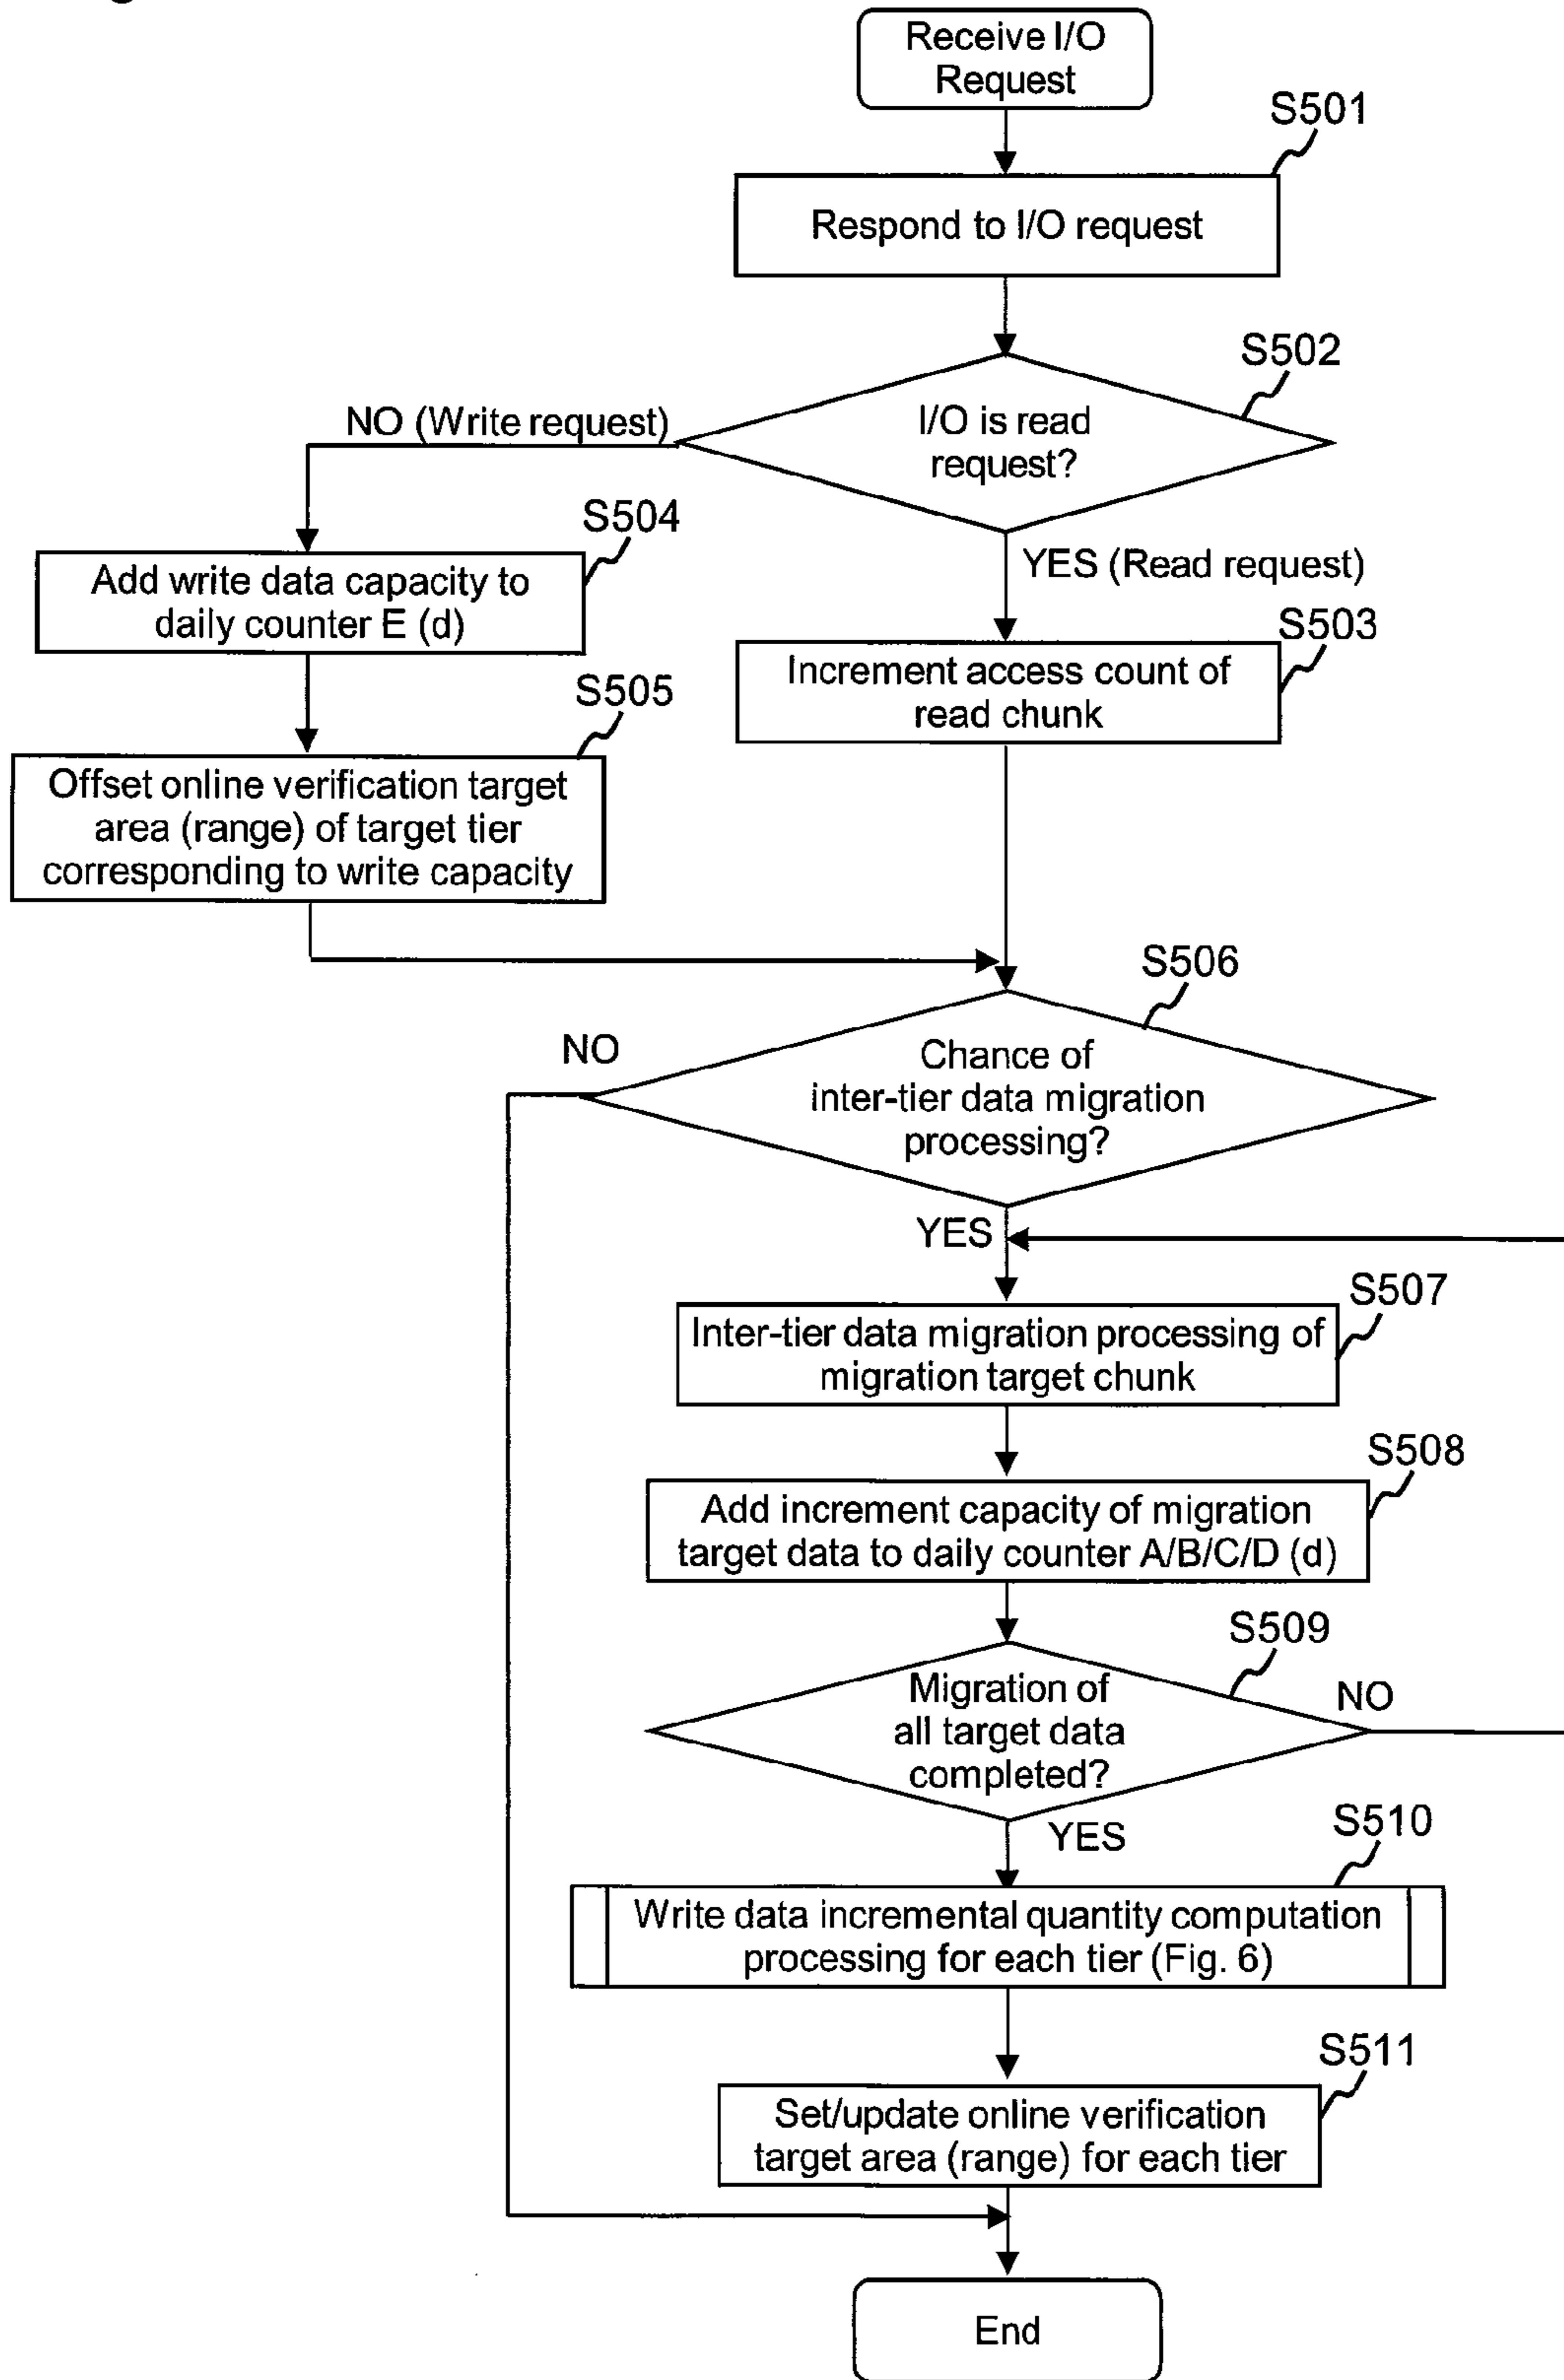 Receive I/O
Request
S501
Respond to I/O request
S502
I/O is read
request?
NO (Write request)
YES (Read request)
S504
Add write data capacity to
daily counter E (d)
S503
Increment access count of
read chunk
S505
Offset online verification target
area (range) of target tier
corresponding to write capacity
S506
Chance of
inter-tier data migration
processing?
NO
YES
S507
Inter-tier data migration processing of
migration target chunk
S508
Add increment capacity of migration
target data to daily counter A/B/C/D (d)
S509
Migration of
all target data
completed?
NO
YES
S510
Write data incremental quantity computation
processing for each tier (Fig. 6)
S511
Set/update online verification
target area (range) for each tier
End